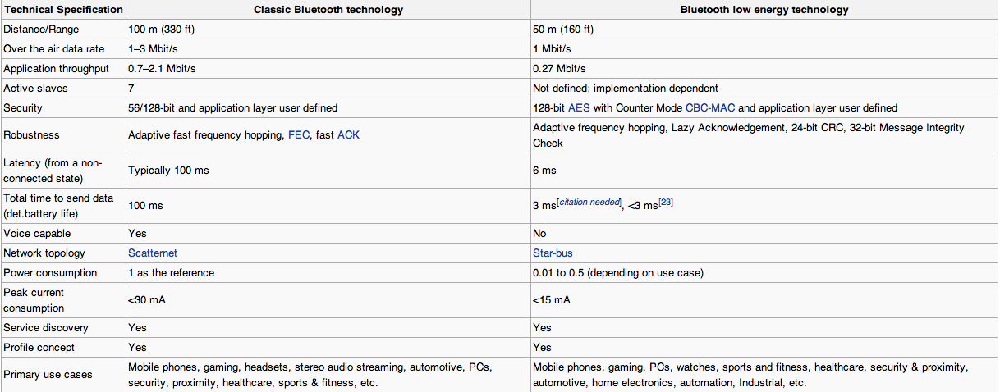 Technical Specification Classic Bluetooth technology Bluetooth low energy technology
Distance/Range 100 m (330 ft) 50 m (160 ft)
Over the air data rate 1–3 Mbit/s 1 Mbit/s
Application throughput 0.7–2.1 Mbit/s 0.27 Mbit/s
Active slaves 7 Not defined; implementation dependent
Security 56/128-bit and application layer user defined 128-bit AES with Counter Mode CBC-MAC and application layer user defined
Robustness Adaptive fast frequency hopping, FEC, fast ACK Adaptive frequency hopping, Lazy Acknowledgement, 24-bit CRC, 32-bit Message Integrity
Check
Latency (from a non-
connected state) Typically 100 ms 6 ms
Total time to send data
(det.battery life) 100 ms 3 ms[citation needed], <3 ms[23]
Voice capable Yes No
Network topology Scatternet Star-bus
Power consumption 1 as the reference 0.01 to 0.5 (depending on use case)
Peak current
consumption <30 mA <15 mA
Service discovery Yes Yes
Profile concept Yes Yes
Primary use cases Mobile phones, gaming, headsets, stereo audio streaming, automotive, PCs,
security, proximity, healthcare, sports & fitness, etc.
Mobile phones, gaming, PCs, watches, sports and fitness, healthcare, security & proximity,
automotive, home electronics, automation, Industrial, etc.